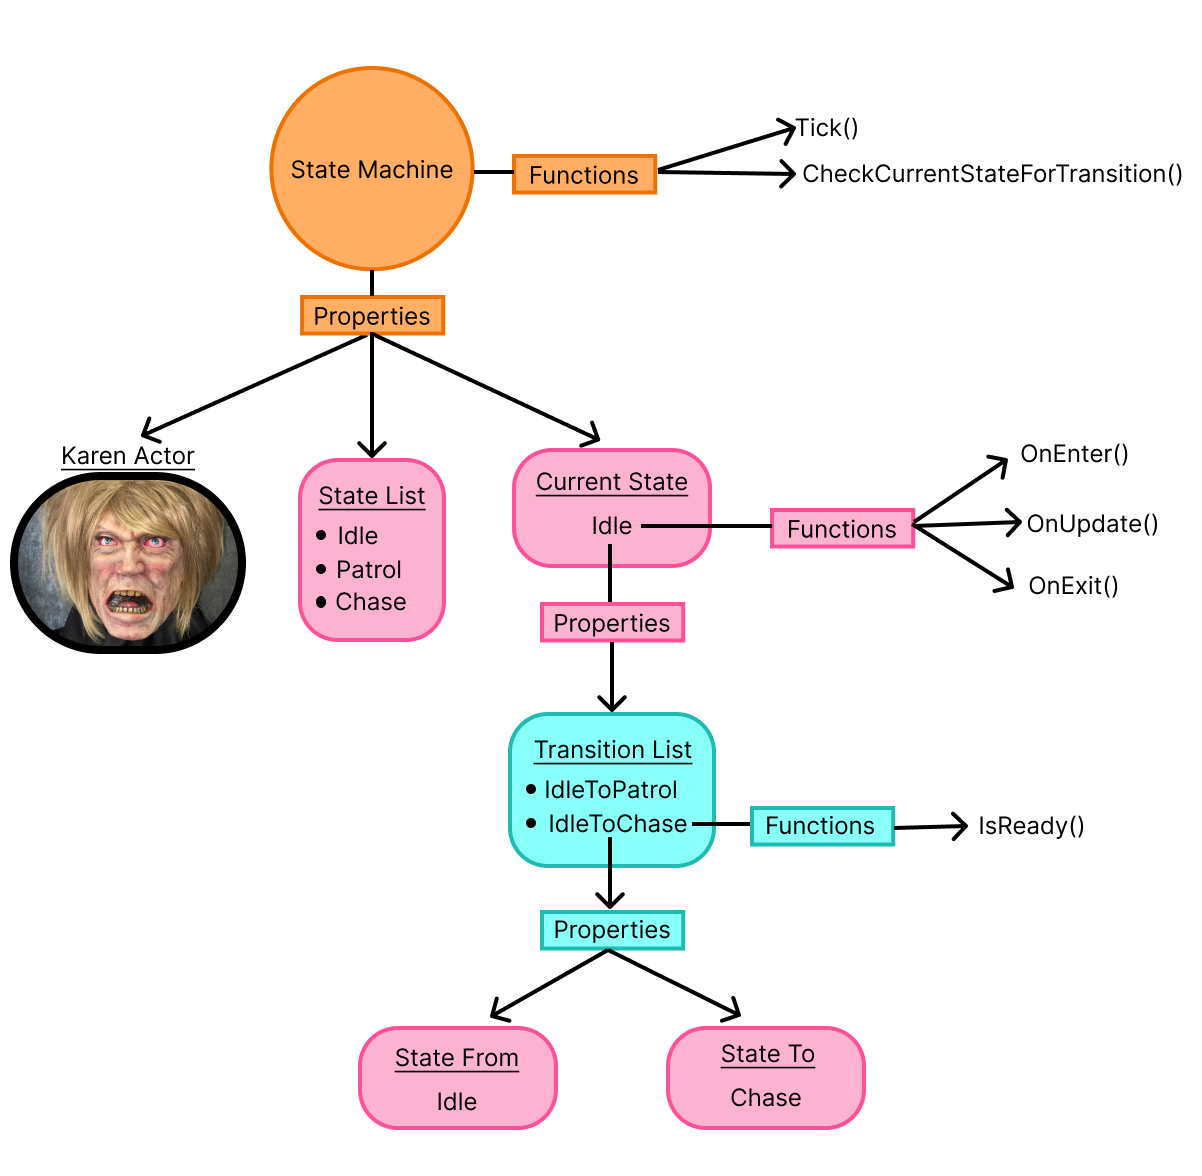 Tick()
State Machine
Functions
CheckCurrentStateForTransition()
Properties
Karen Actor
State List
• Idle
• Patrol
• Chase
Current State
Idle
Functions
OnEnter()
OnUpdate()
OnExit()
Properties
Transition List
• IdleToPatrol
• IdleToChase
Functions
IsReady()
Properties
State From
Idle
State To
Chase